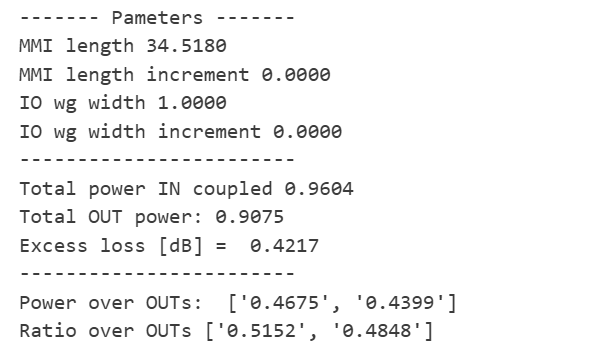 ------- Pameters -------
MMI length 34.5180
MMI length increment 0.0000
IO wg width 1.0000
IO wg width increment 0.0000
------------------------
Total power IN coupled 0.9604
Total OUT power: 0.9075
Excess loss [dB] =  0.4217
------------------------
Power over OUTs:  ['0.4675', '0.4399']
Ratio over OUTs ['0.5152', '0.4848']